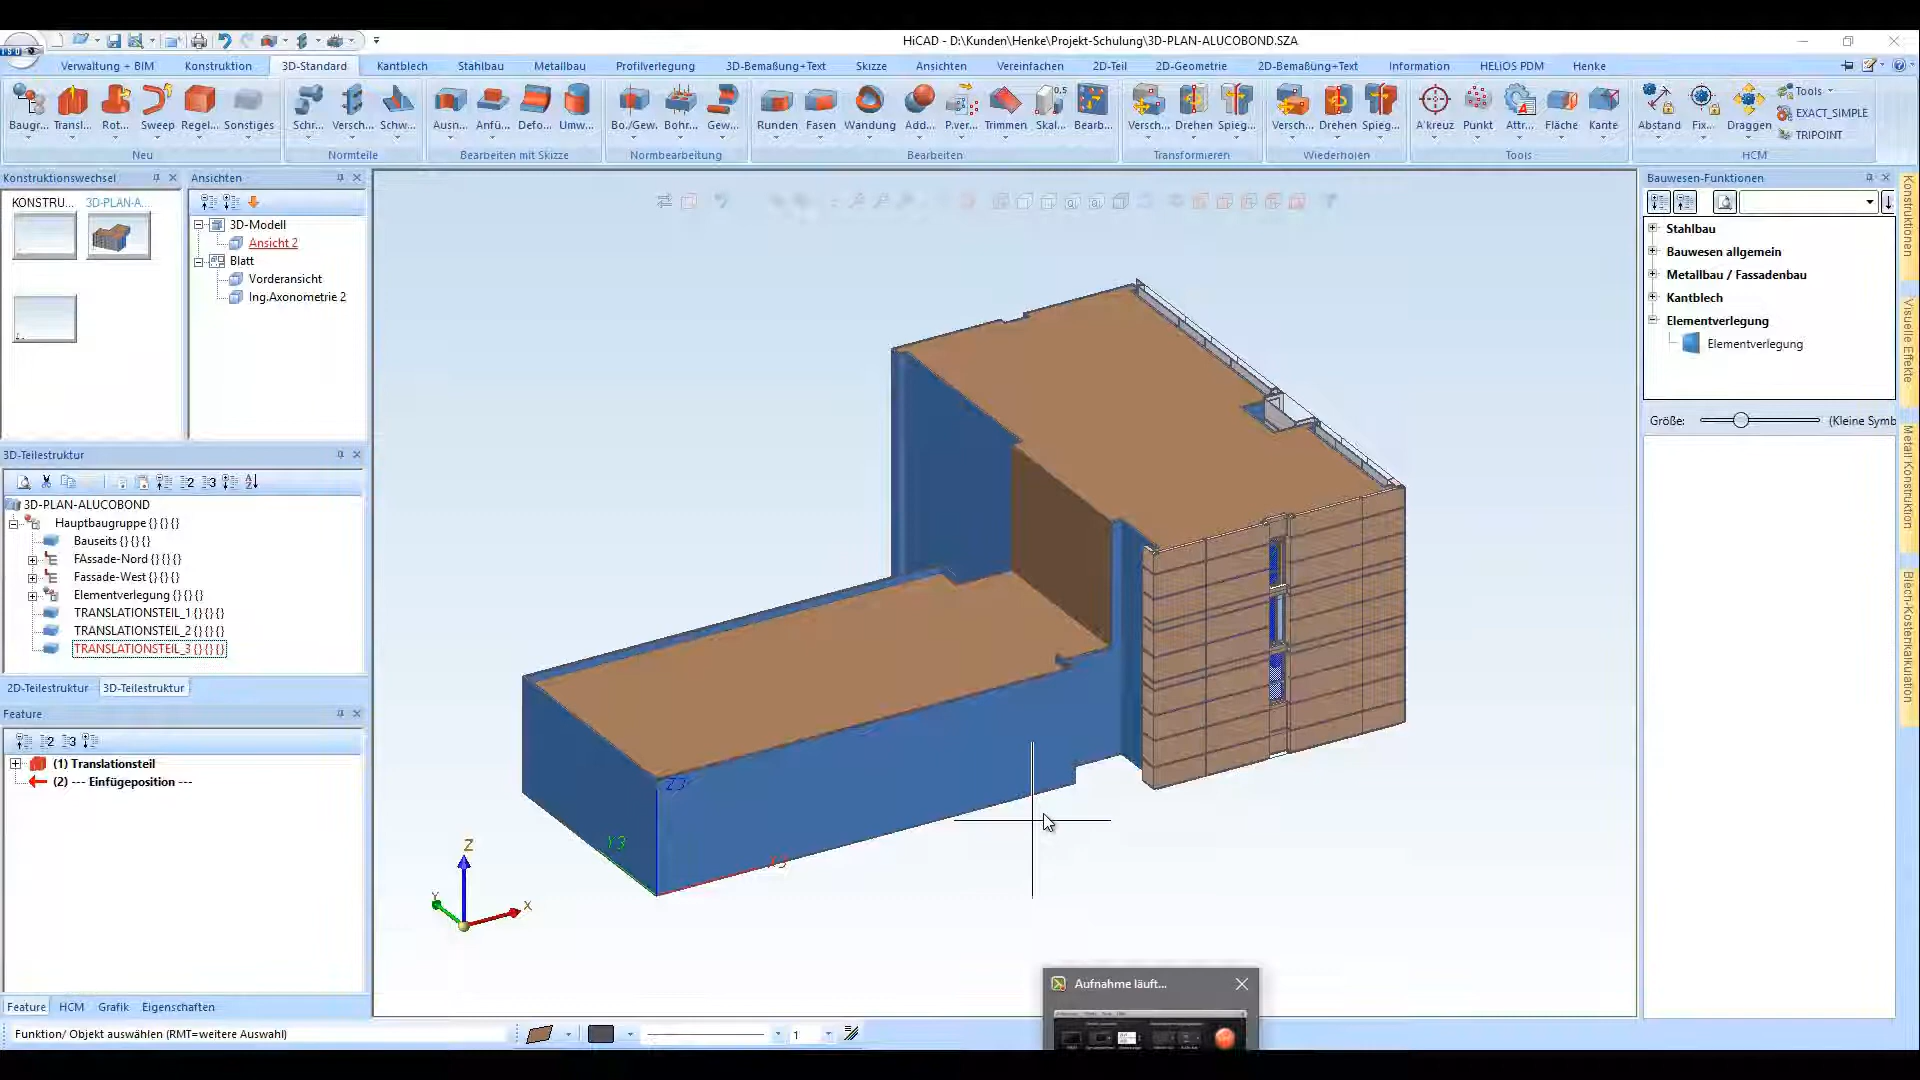 HiCAD - D:\Kunden\Henke\Projekt-Schulung\3D-PLAN-ALUCOBOND.SZA
Verwaltung + BIM
Konstruktion
3D-Standard
Kantblech
Stahlbau
Metallbau
Profilverlegung
3D-Bemaßung+Text
Skizze
Ansichten
Vereinfachen
2D-Teil
2D-Geometrie
2D-Bemaßung+Text
Information
HELiOS PDM
Henke
Baugr... Transl... Rot... Sweep Regel... Sonstiges
Schr... Versch... Schw...
Ausn... Anfü... Defo... Umw...
Bo./Gew. Bohr... Gew...
Runden Fasen Wandung Add... P.ver... Trimmen Skal... Bearb...
Versch... Drehen Spieg...
Versch... Drehen Spieg...
A'kreuz Punkt Attr... Fläche Kante
Abstand Fix... Draggen
Tools
EXACT_SIMPLE
TRIPOINT
Neu
Normteile
Bearbeiten mit Skizze
Normbearbeitung
Bearbeiten
Transformieren
Wiederholen
Tools
HCM
Konstruktionswechsel
KONSTRU... 3D-PLAN-A...
Ansichten
3D-Modell
Ansicht 2
Blatt
Vorderansicht
Ing.Axonometrie 2
3D-Teilestruktur
3D-PLAN-ALUCOBOND
Hauptbaugruppe {} {} {}
Bauseits {} {} {}
FAssade-Nord {} {} {}
Fassade-West {} {} {}
Elementverlegung {} {} {}
TRANSLATIONSTEIL_1 {} {} {}
TRANSLATIONSTEIL_2 {} {} {}
TRANSLATIONSTEIL_3 {} {} {}
2D-Teilestruktur
3D-Teilestruktur
Feature
(1) Translationsteil
(2) --- Einfügeposition ---
Feature
HCM
Grafik
Eigenschaften
Funktion/ Objekt auswählen (RMT=weitere Auswahl)
1
Z3
Y3
X3
Z
Y
X
Aufnahme läuft...
Bauwesen-Funktionen
Stahlbau
Bauwesen allgemein
Metallbau / Fassadenbau
Kantblech
Elementverlegung
Elementverlegung
Größe:
(Kleine Symb
Konstruktionen
Visuelle Effekte
Metall Konstruktion
Blech-Kostenkalkulation